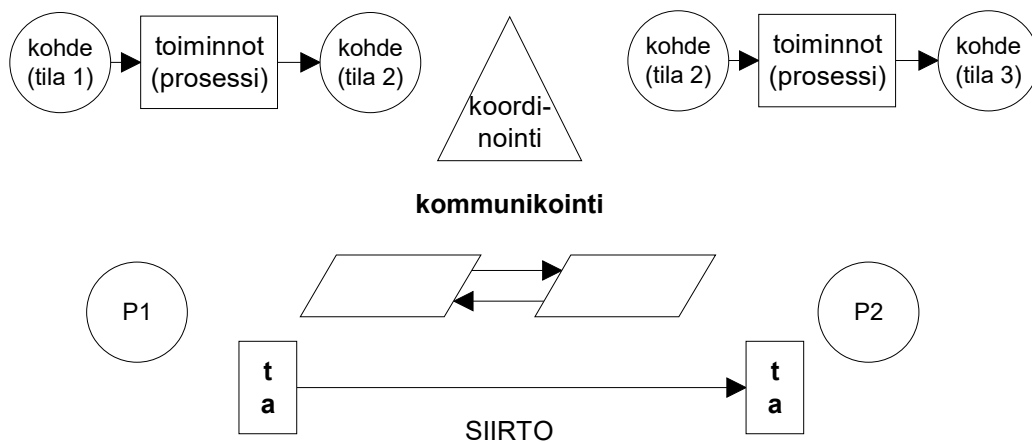 kohde
(tila 1)
toiminnot
(prosessi)
kohde
(tila 2)
koordi-
nointi
kohde
(tila 2)
toiminnot
(prosessi)
kohde
(tila 3)
kommunikointi
P1
P2
t
a
t
a
SIIRTO